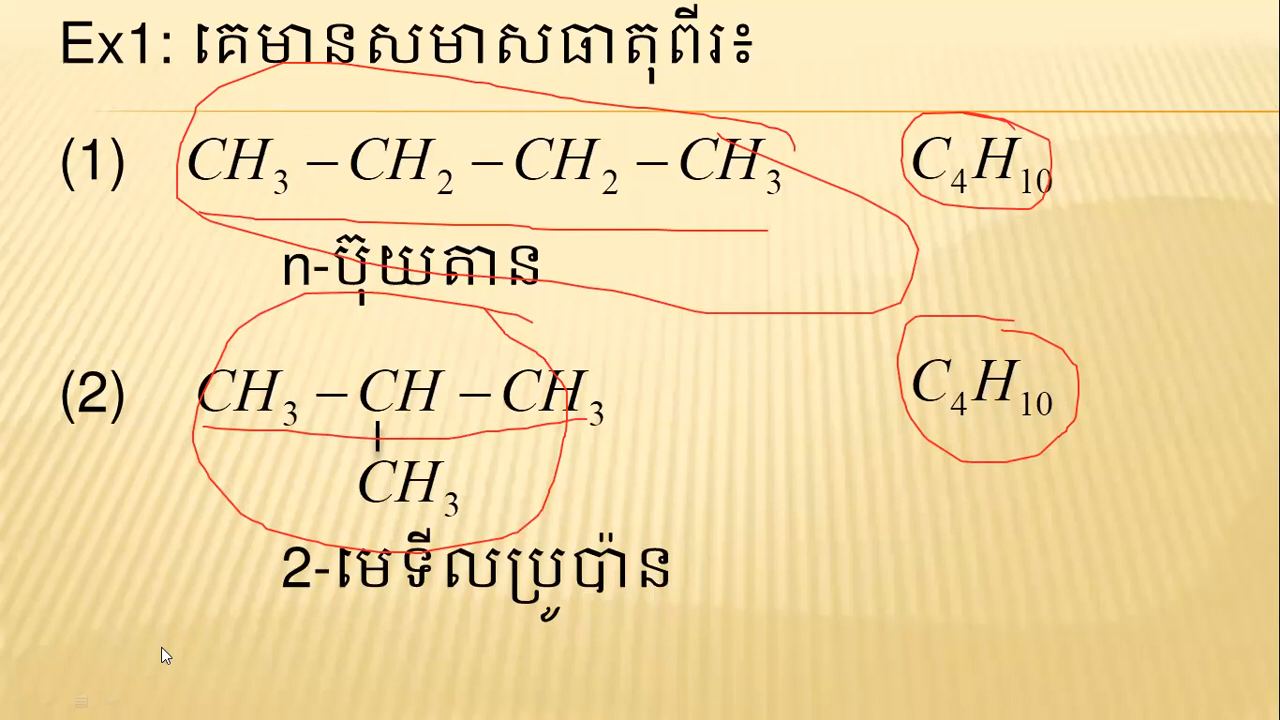 Ex1: គេមានសមាសធាតុពីរ៖
(1) CH₃ – CH₂ – CH₂ – CH₃ C₄H₁₀
n-ប៊ុយតាន
(2) CH₃ – CH – CH₃ C₄H₁₀
CH₃
2-មេទីលប្រូប៉ាន